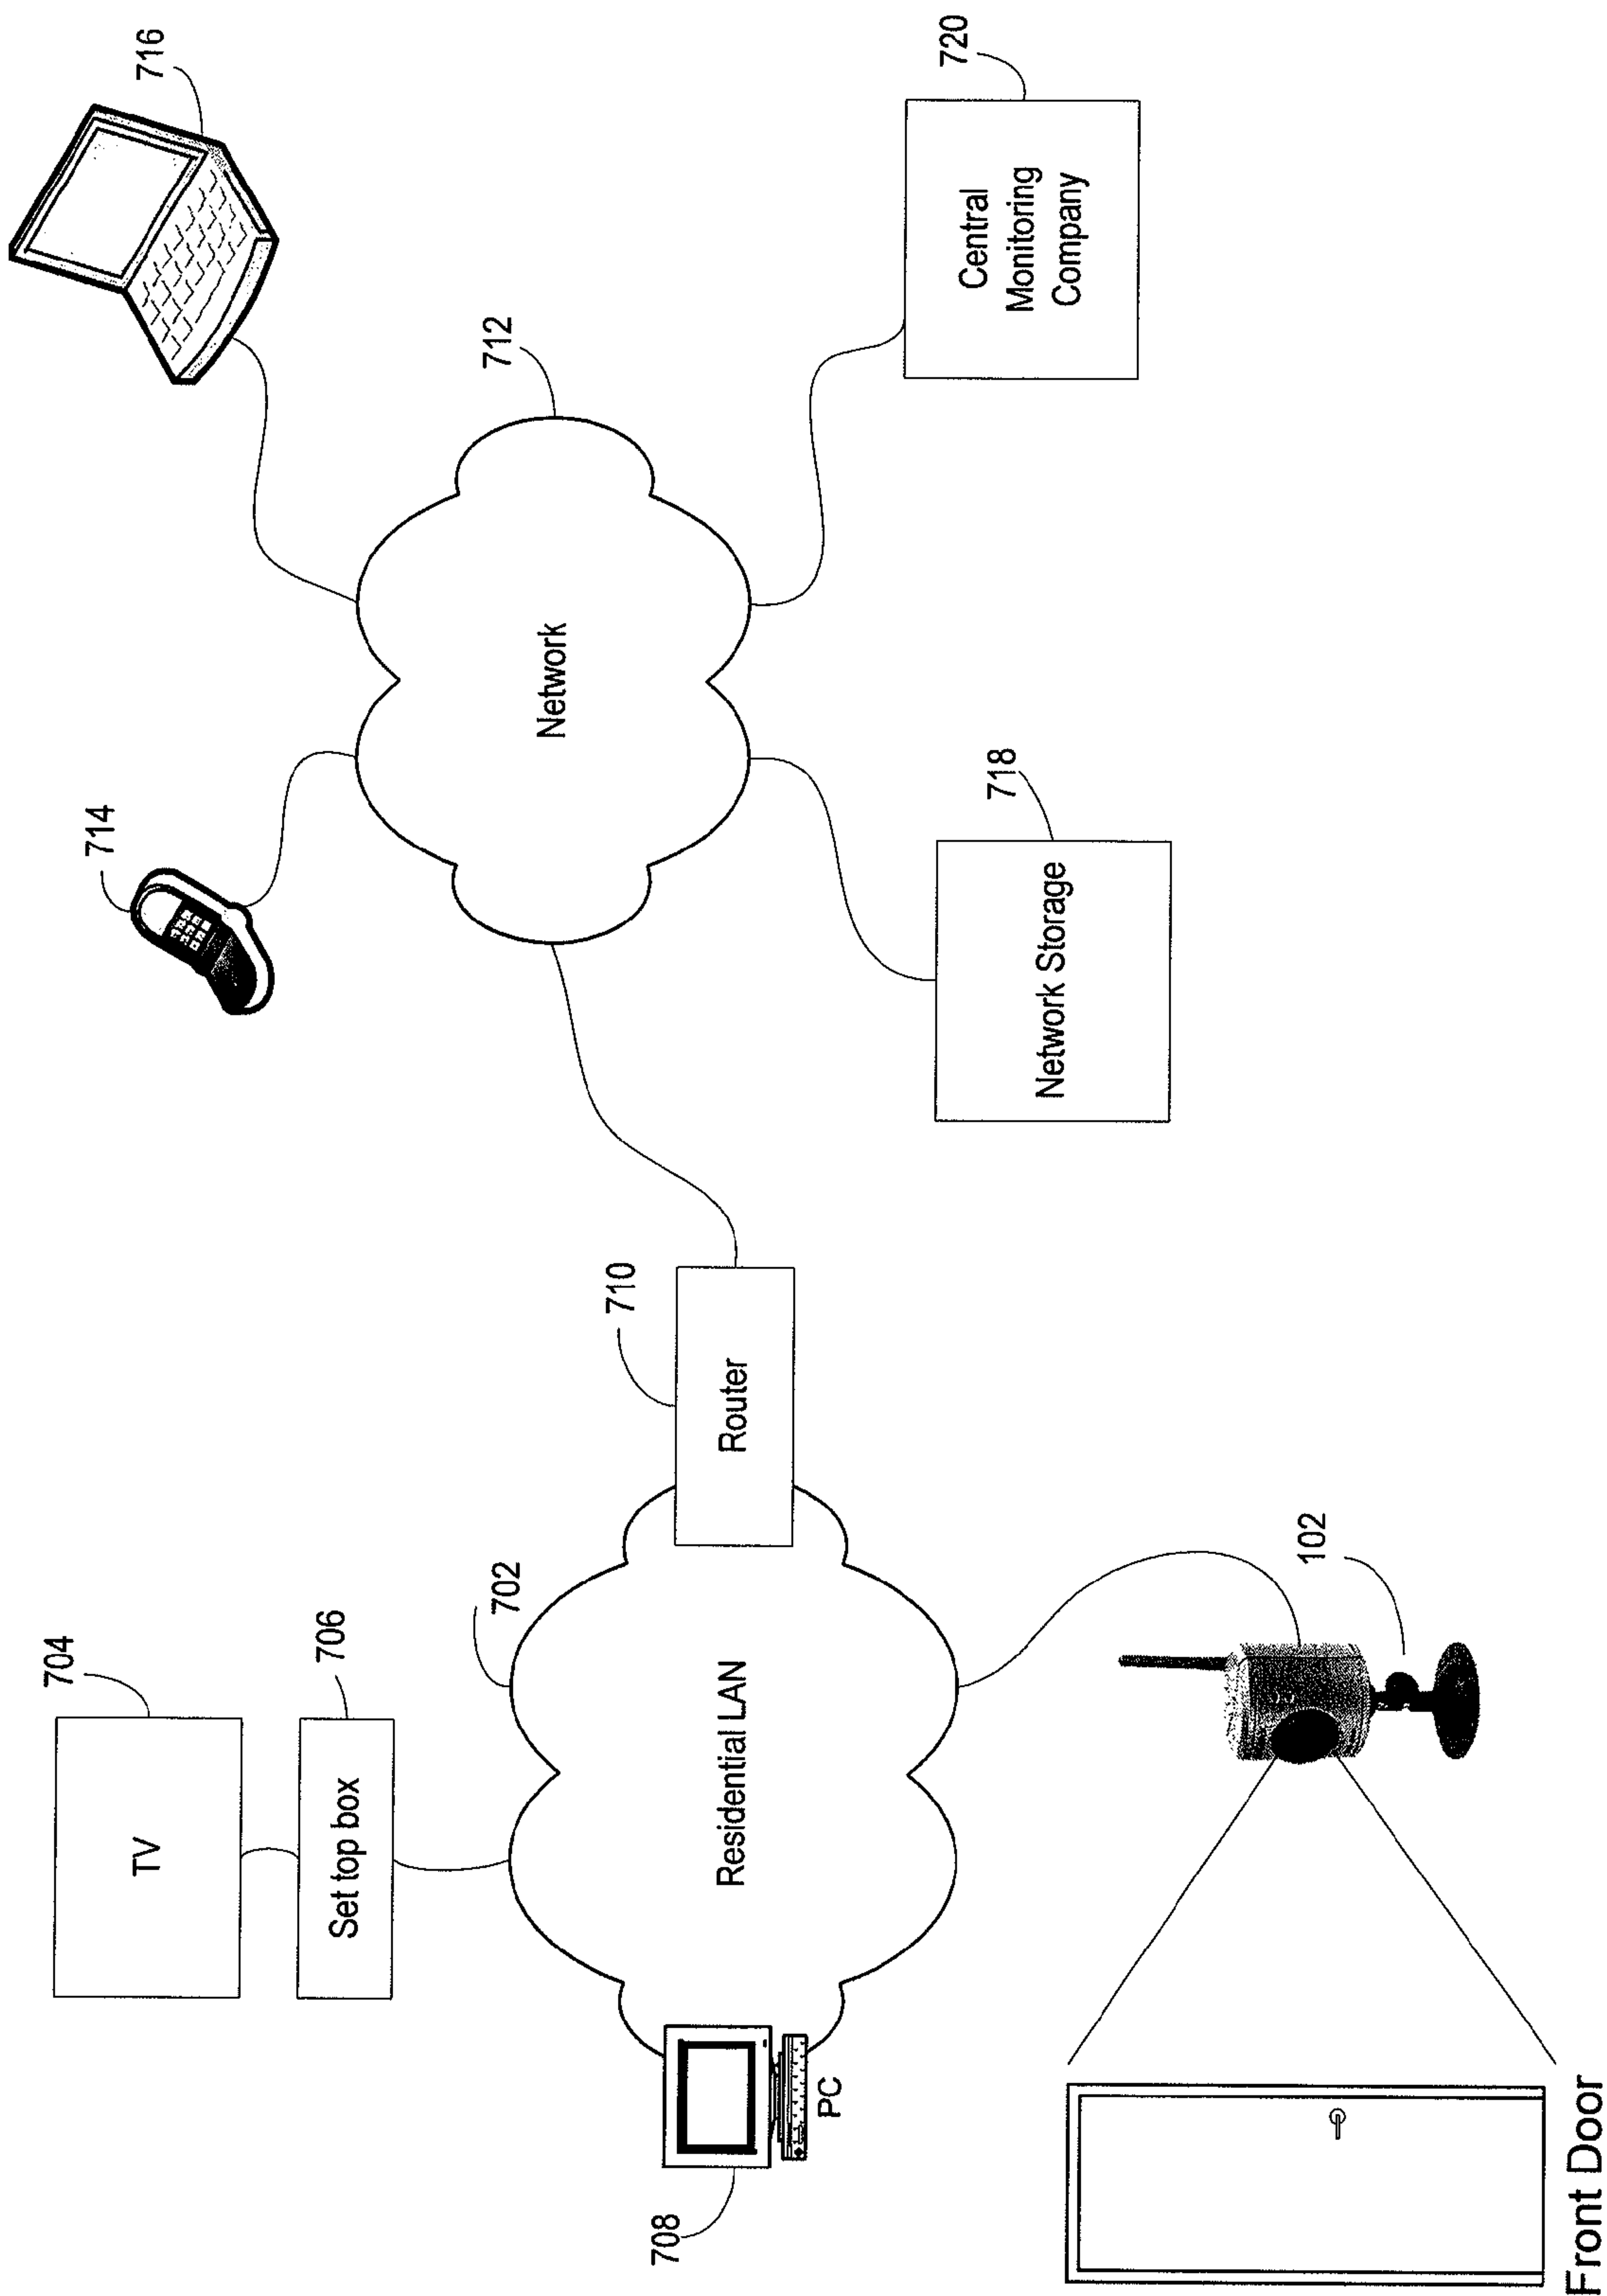 704
TV
706
Set top box
702
Residential LAN
708
PC
710
Router
102
Front Door
714
716
712
Network
718
Network Storage
720
Central
Monitoring
Company